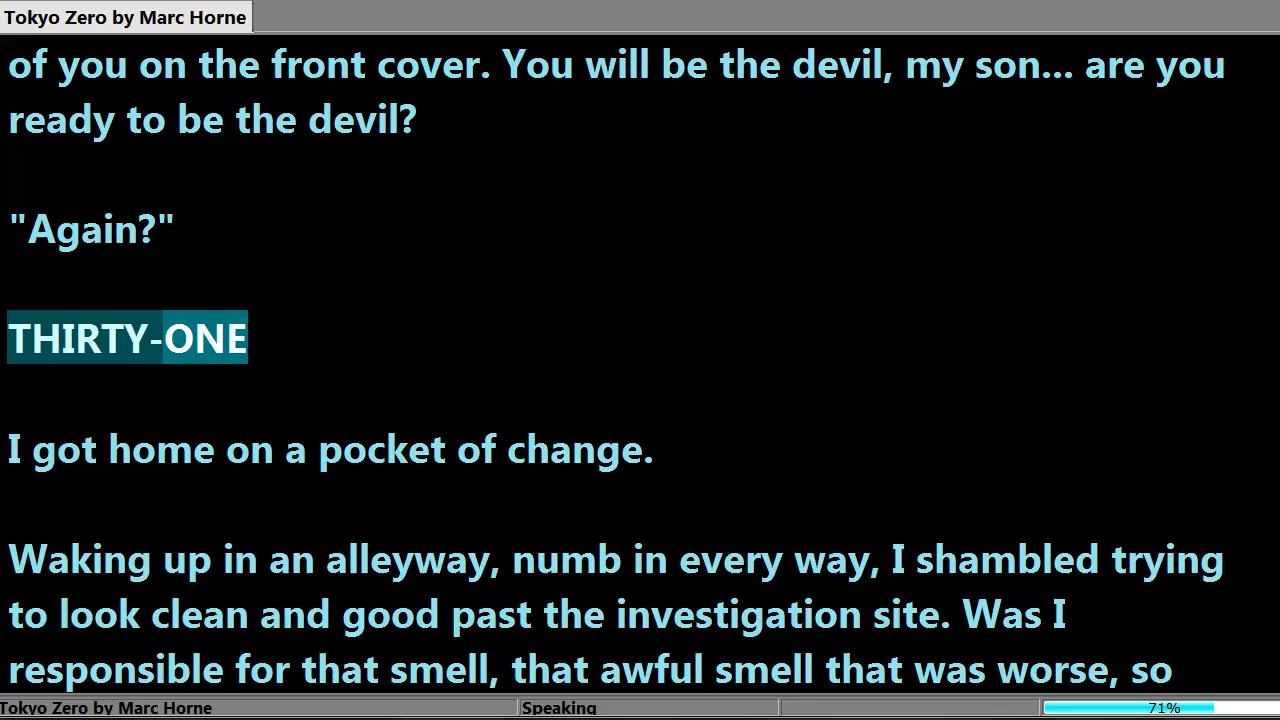 Tokyo Zero by Marc Horne
of you on the front cover. You will be the devil, my son... are you
ready to be the devil?
"Again?"
THIRTY-ONE
I got home on a pocket of change.
Waking up in an alleyway, numb in every way, I shambled trying
to look clean and good past the investigation site. Was I
responsible for that smell, that awful smell that was worse, so
Tokyo Zero by Marc Horne
Speaking
71%